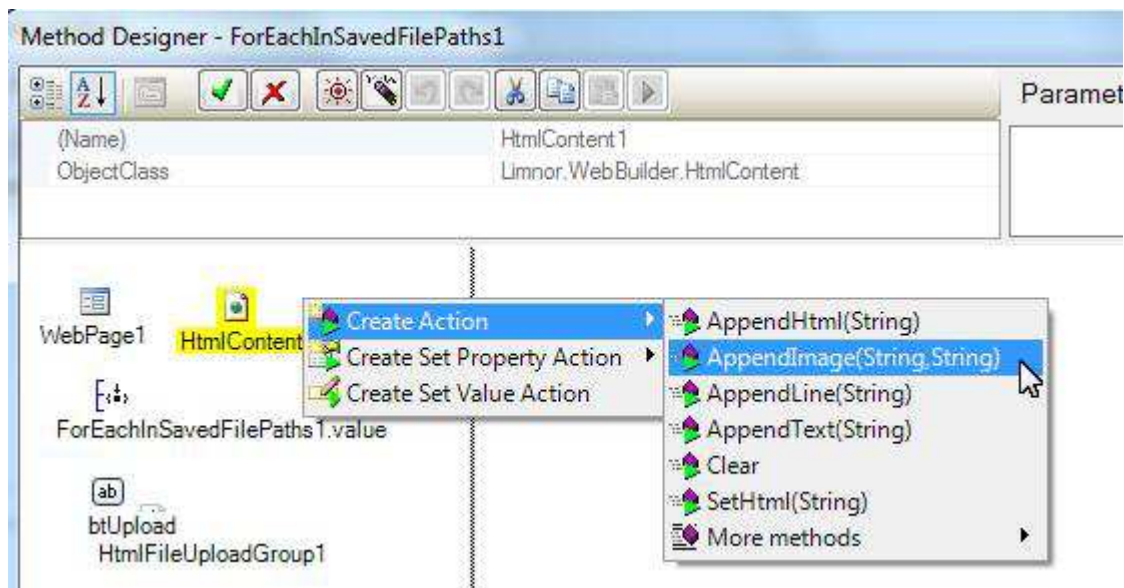 Method Designer - ForEachInSavedFilePaths1
Paramet
(Name) HtmlContent1
ObjectClass Limnor.WebBuilder.HtmlContent
WebPage1
HtmlContent
ForEachInSavedFilePaths1.value
btUpload
HtmlFileUploadGroup1
Create Action
Create Set Property Action
Create Set Value Action
AppendHtml(String)
AppendImage(String,String)
AppendLine(String)
AppendText(String)
Clear
SetHtml(String)
More methods